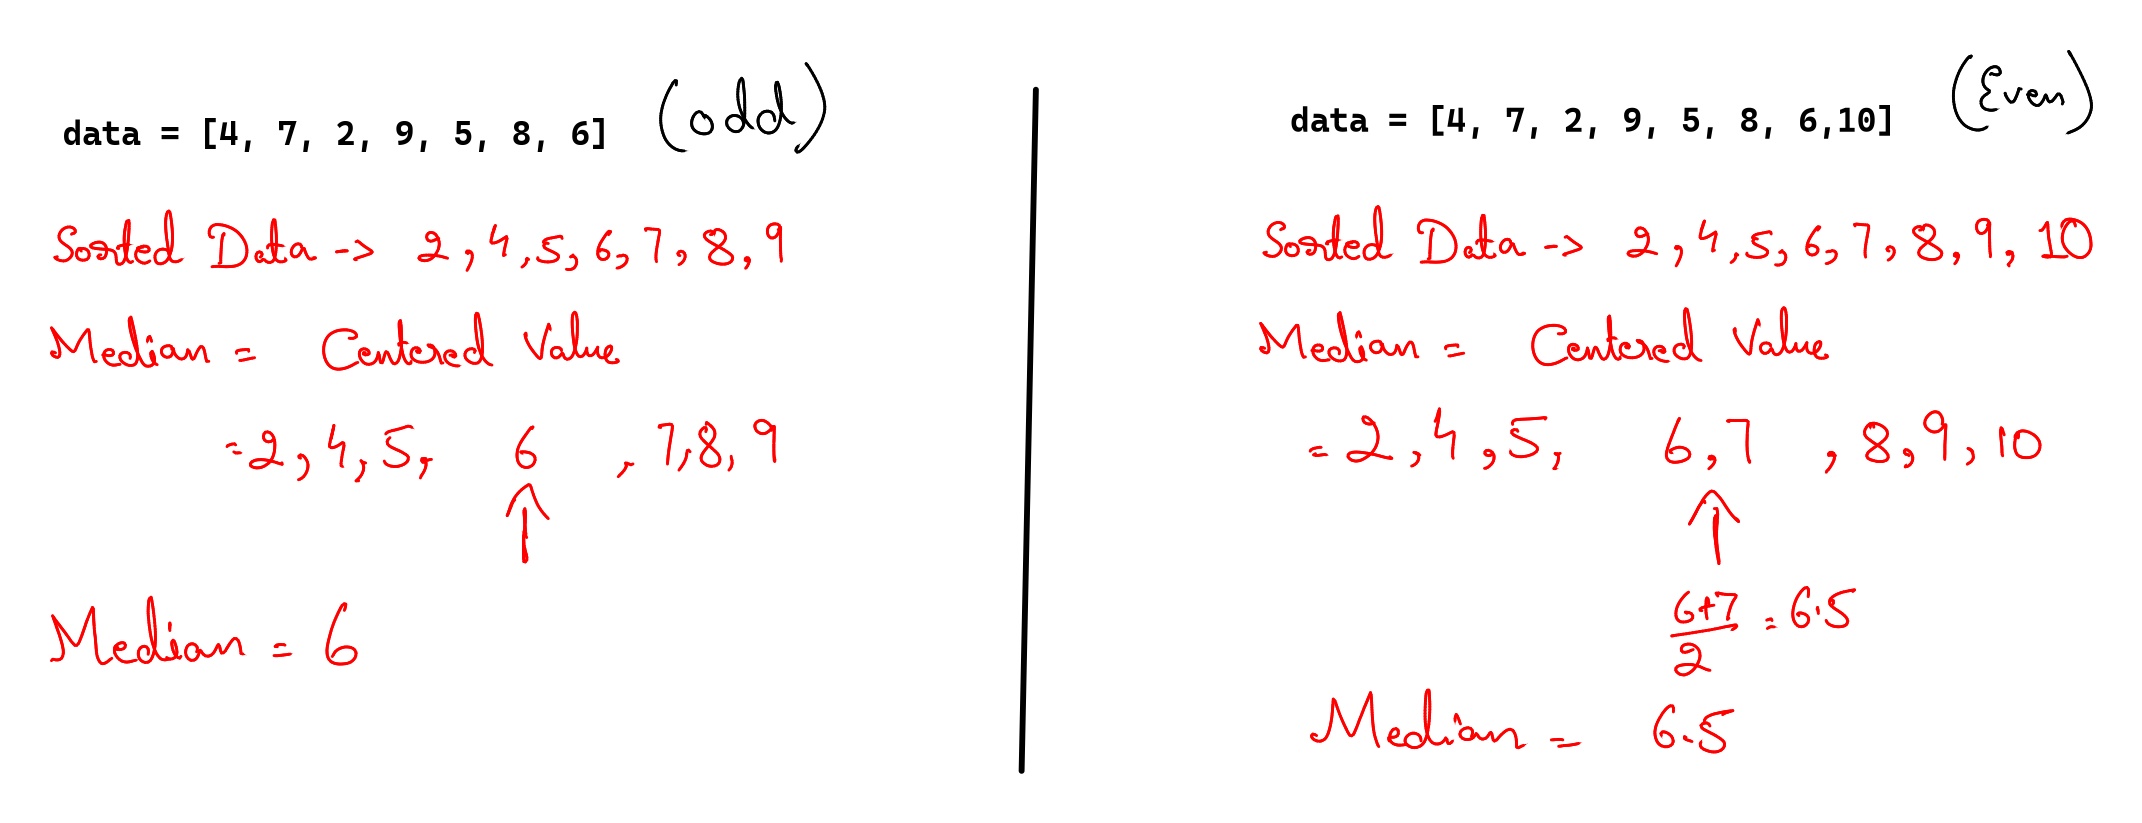 data = [4, 7, 2, 9, 5, 8, 6] (odd)
Sorted Data -> 2, 4, 5, 6, 7, 8, 9
Median = Centered Value
= 2, 4, 5, 6 , 7, 8, 9
Median = 6
data = [4, 7, 2, 9, 5, 8, 6,10] (Even)
Sorted Data -> 2, 4, 5, 6, 7, 8, 9, 10
Median = Centered Value
= 2, 4, 5, 6, 7 , 8, 9, 10
6+7
2
= 6.5
Median = 6.5